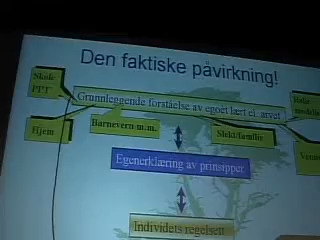 Den faktiske påvirkning!
Skole
PPT
Grunnleggende forståelse av egoet lært el. arvet
Rolle
Hjem
Barnevern m.m.
Slekt/familie
Egenerklæring av prinsipper
Individets regelsett